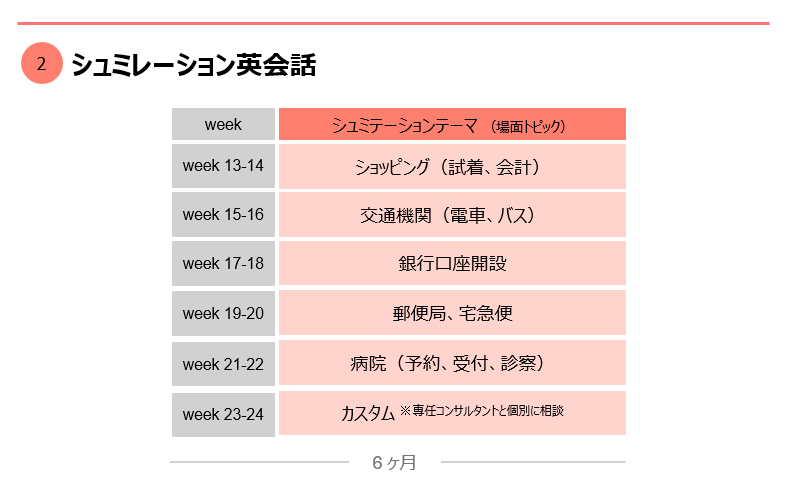 2 シュミレーション英会話
week シュミテーションテーマ （場面トピック）
week 13-14 ショッピング（試着、会計）
week 15-16 交通機関（電車、バス）
week 17-18 銀行口座開設
week 19-20 郵便局、宅急便
week 21-22 病院（予約、受付、診察）
week 23-24 カスタム ※専任コンサルタントと個別に相談
6 ヶ月